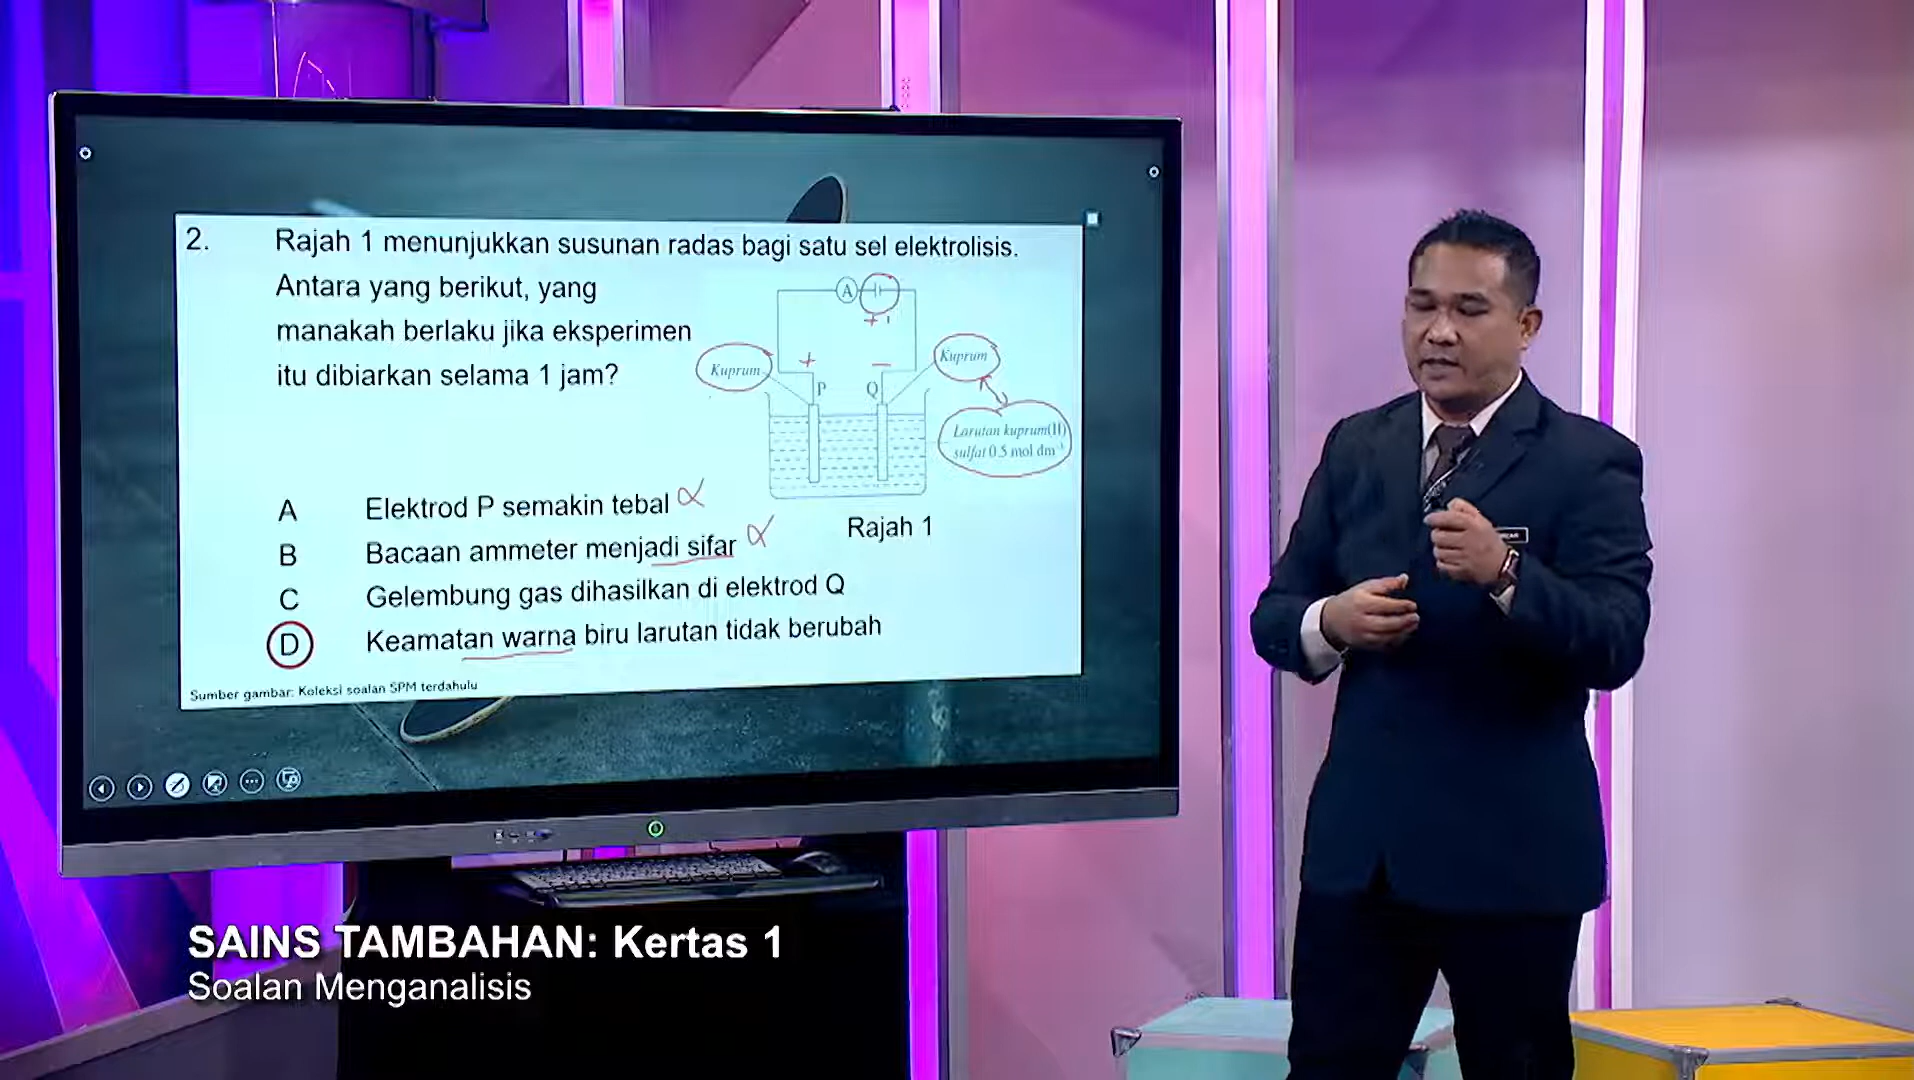 2. Rajah 1 menunjukkan susunan radas bagi satu sel elektrolisis.
Antara yang berikut, yang
manakah berlaku jika eksperimen
itu dibiarkan selama 1 jam?
A
+
+ −
Kuprum
Kuprum
P Q
Larutan kuprum(II)
sulfat 0.5 mol dm⁻³
Rajah 1
A Elektrod P semakin tebal
B Bacaan ammeter menjadi sifar
C Gelembung gas dihasilkan di elektrod Q
D Keamatan warna biru larutan tidak berubah
Sumber gambar: Koleksi soalan SPM terdahulu
SAINS TAMBAHAN: Kertas 1
Soalan Menganalisis